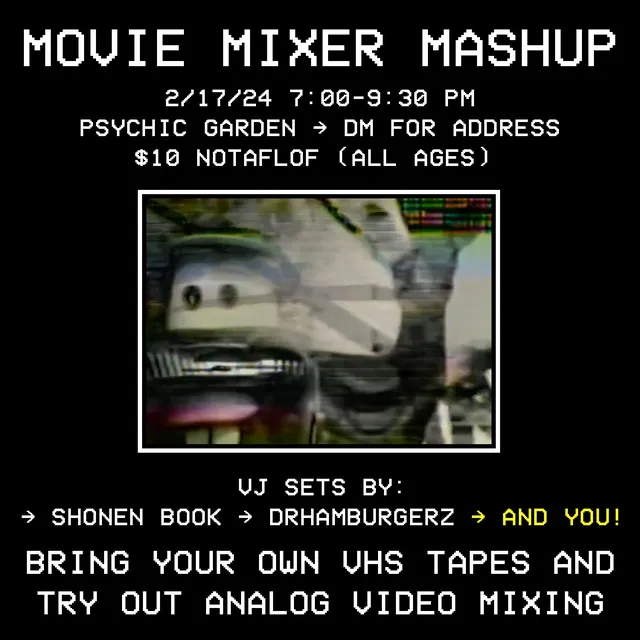 MOVIE MIXER MASHUP
2/17/24 7:00-9:30 PM
PSYCHIC GARDEN → DM FOR ADDRESS
$10 NOTAFLOF (ALL AGES)
VJ SETS BY:
→ SHONEN BOOK → DRHAMBURGERZ → AND YOU!
BRING YOUR OWN VHS TAPES AND
TRY OUT ANALOG VIDEO MIXING